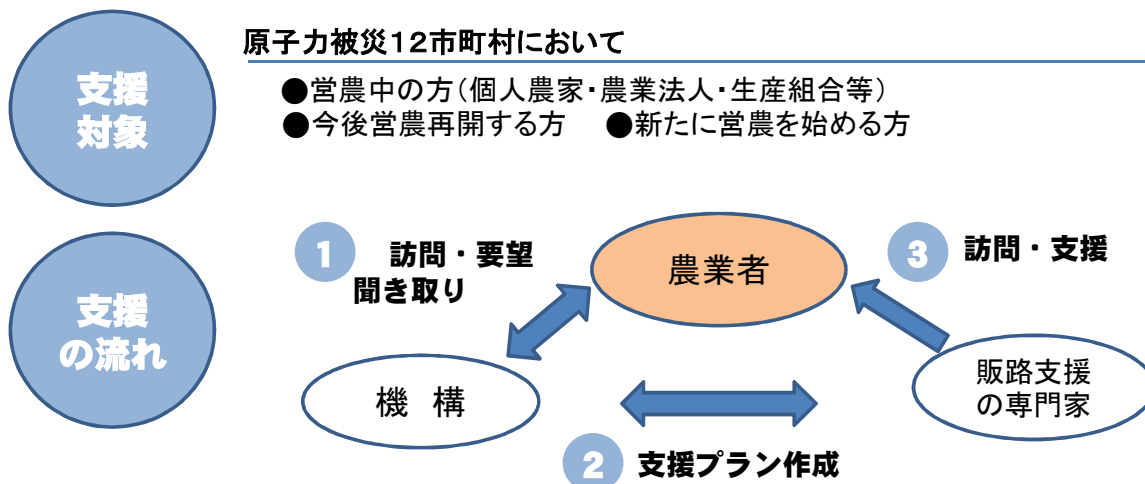 支援
対象
原子力被災12市町村において
●営農中の方(個人農家・農業法人・生産組合等)
●今後営農再開する方 ●新たに営農を始める方
支援
の流れ
1 訪問・要望
聞き取り
農業者
3 訪問・支援
機 構
販路支援
の専門家
2 支援プラン作成